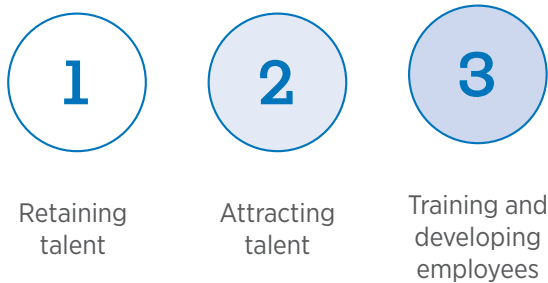 1
Retaining
talent
2
Attracting
talent
3
Training and
developing
employees